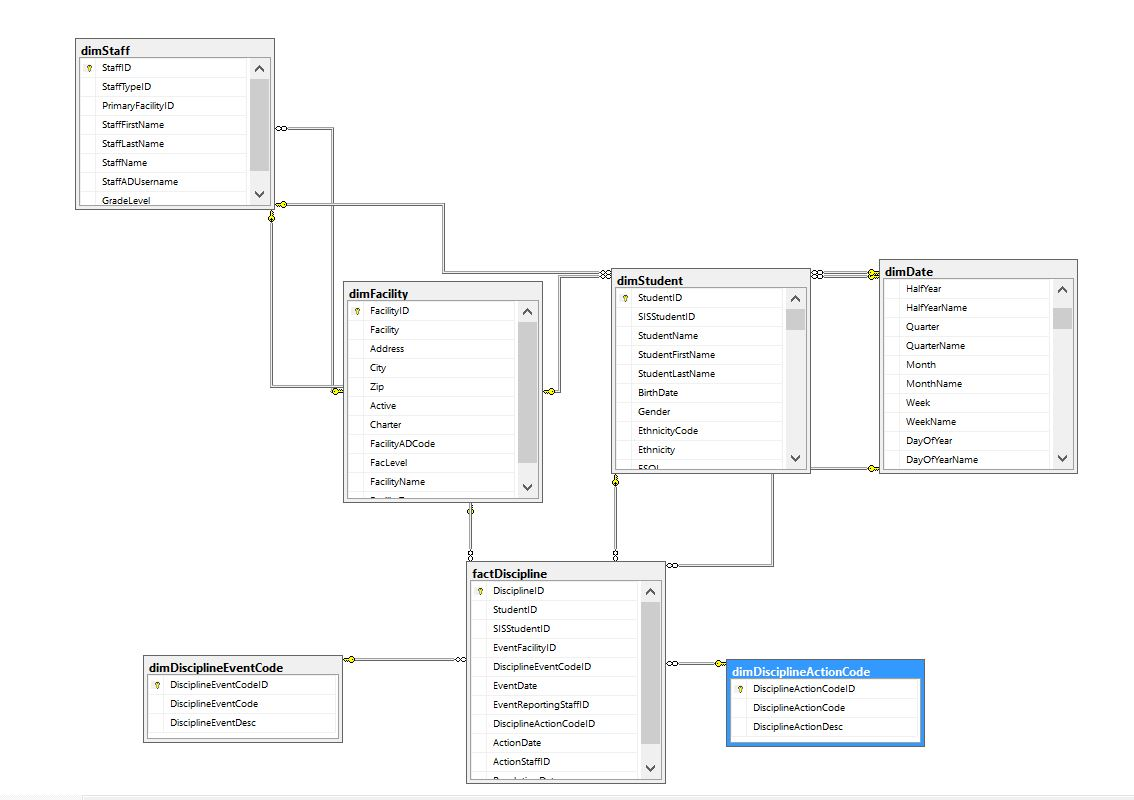 dimStaff
StaffID
StaffTypeID
PrimaryFacilityID
StaffFirstName
StaffLastName
StaffName
StaffADUsername
GradeLevel
dimFacility
FacilityID
Facility
Address
City
Zip
Active
Charter
FacilityADCode
FacLevel
FacilityName
dimStudent
StudentID
SISStudentID
StudentName
StudentFirstName
StudentLastName
BirthDate
Gender
EthnicityCode
Ethnicity
ESOL
dimDate
HalfYear
HalfYearName
Quarter
QuarterName
Month
MonthName
Week
WeekName
DayOfYear
DayOfYearName
factDiscipline
DisciplineID
StudentID
SISStudentID
EventFacilityID
DisciplineEventCodeID
EventDate
EventReportingStaffID
DisciplineActionCodeID
ActionDate
ActionStaffID
dimDisciplineEventCode
DisciplineEventCodeID
DisciplineEventCode
DisciplineEventDesc
dimDisciplineActionCode
DisciplineActionCodeID
DisciplineActionCode
DisciplineActionDesc